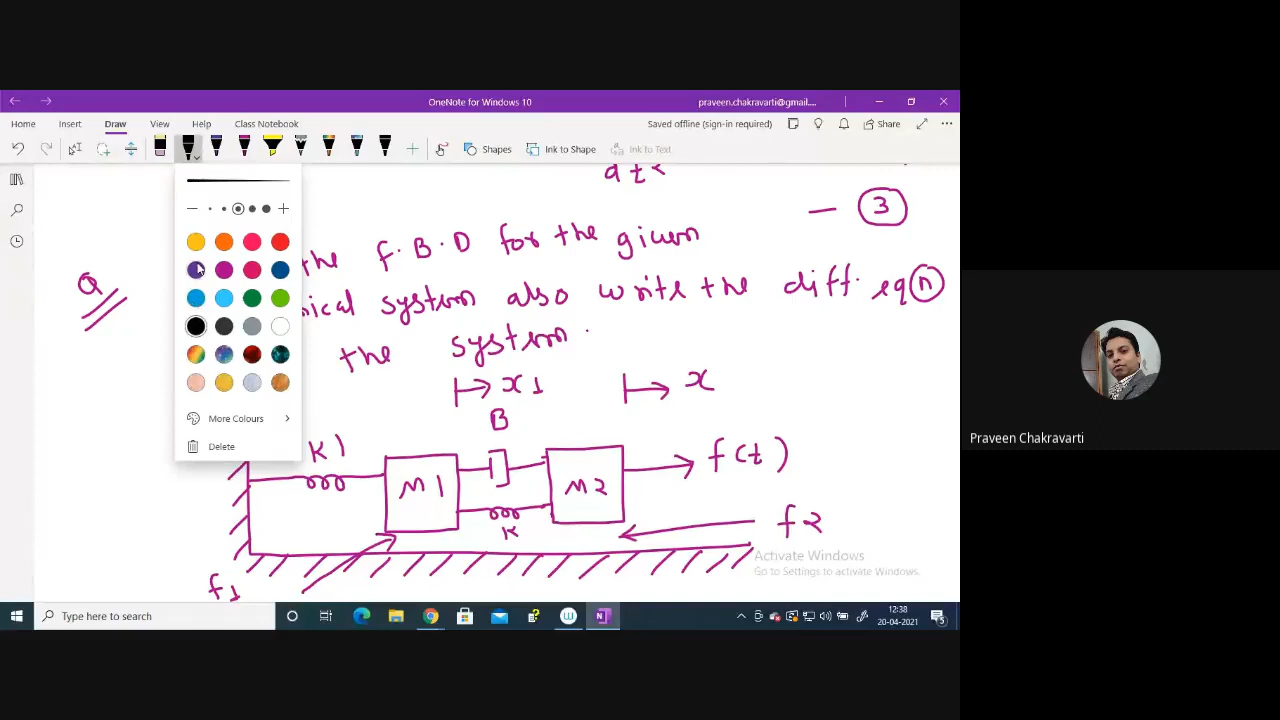 OneNote for Windows 10
praveen.chakravarti@gmail....
Home Insert Draw View Help Class Notebook
Saved offline (sign-in required) Share
Shapes Ink to Shape Ink to Text
dt2
3
Q the f.B.D for the given
nical system also write the diff. eqn
the system.
x1 x
B
K1
M1 M2 f(t)
K
f2
f1
More Colours
Delete
Activate Windows
Go to Settings to activate Windows.
Praveen Chakravarti
Type here to search
12:38
20-04-2021
5